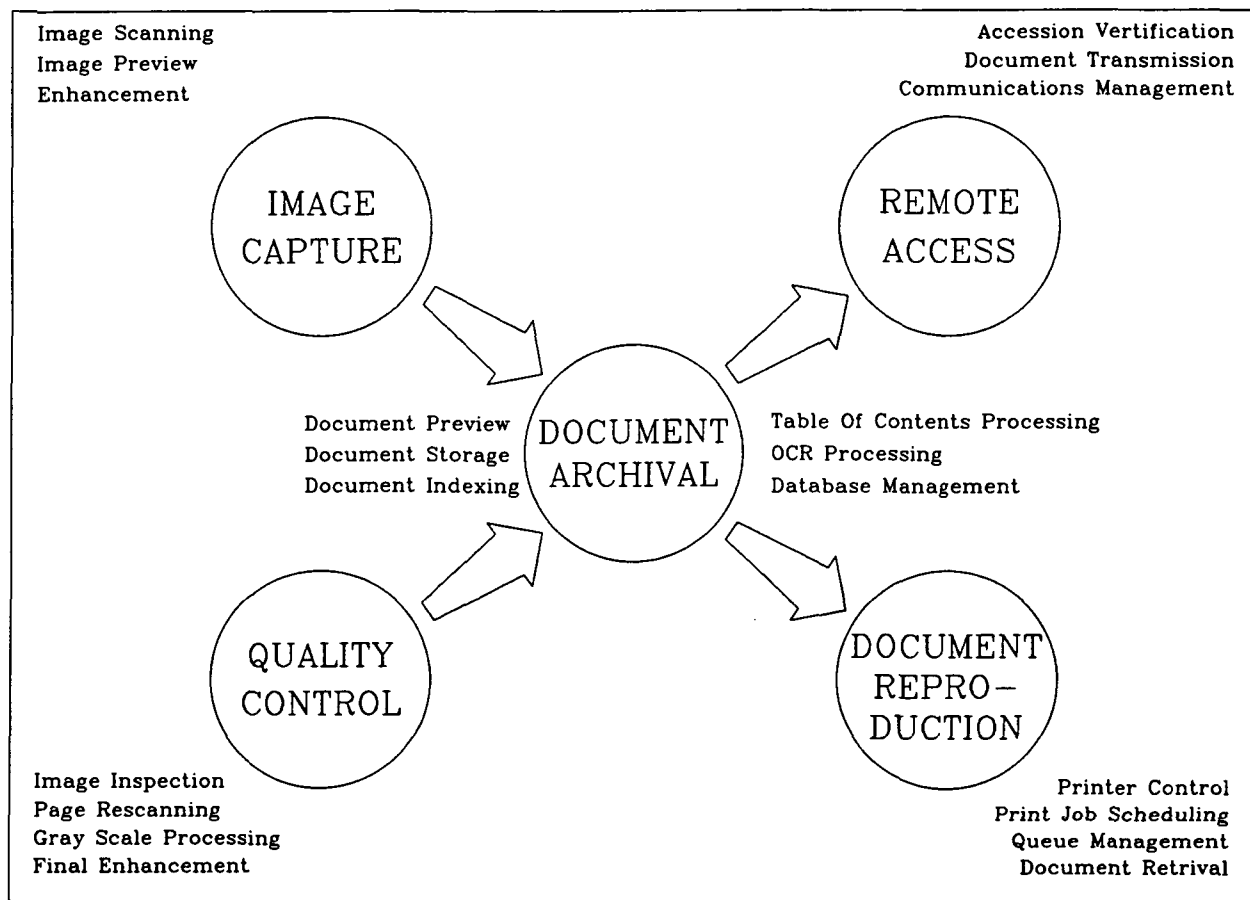 Image Scanning
Image Preview
Enhancement
Accession Vertification
Document Transmission
Communications Management
IMAGE
CAPTURE
REMOTE
ACCESS
Document Preview
Document Storage
Document Indexing
DOCUMENT
ARCHIVAL
Table Of Contents Processing
OCR Processing
Database Management
QUALITY
CONTROL
DOCUMENT
REPRO-
DUCTION
Image Inspection
Page Rescanning
Gray Scale Processing
Final Enhancement
Printer Control
Print Job Scheduling
Queue Management
Document Retrival